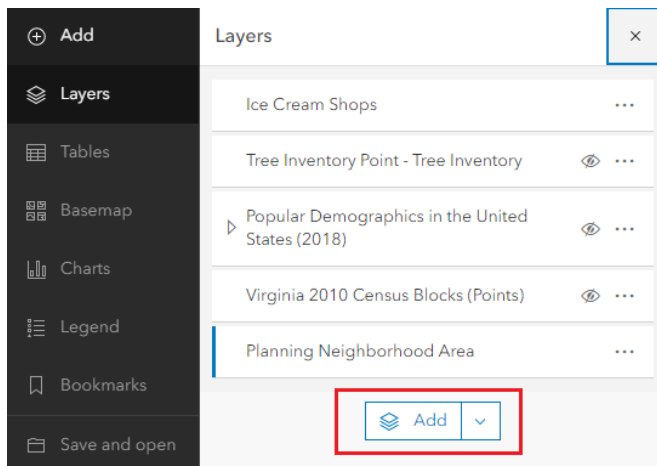 Add
Layers
Tables
Basemap
Charts
Legend
Bookmarks
Save and open
Layers
Ice Cream Shops
Tree Inventory Point - Tree Inventory
Popular Demographics in the United
States (2018)
Virginia 2010 Census Blocks (Points)
Planning Neighborhood Area
Add